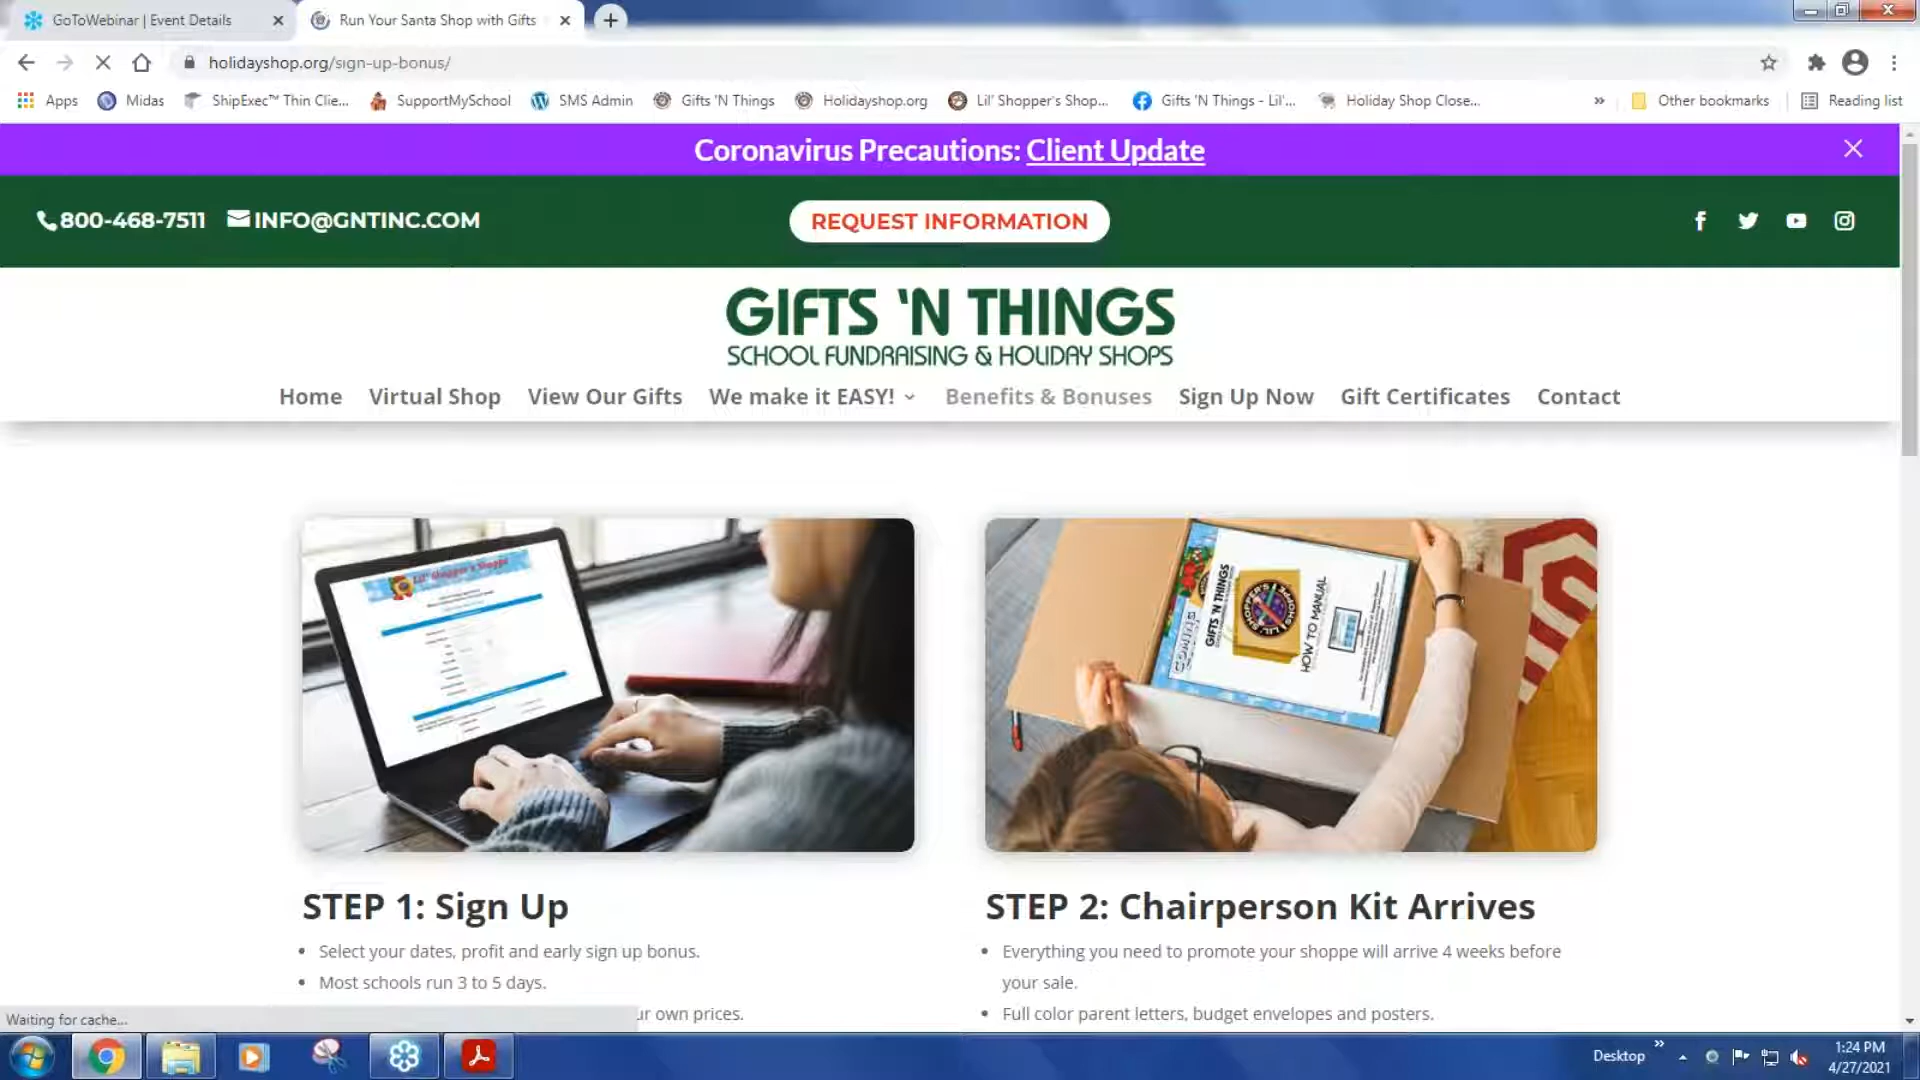 GoToWebinar | Event Details
Run Your Santa Shop with Gifts
holidayshop.org/sign-up-bonus/
Apps Midas ShipExec™ Thin Clie... SupportMySchool SMS Admin Gifts 'N Things Holidayshop.org Lil' Shopper's Shop... Gifts 'N Things - Lil'... Holiday Shop Close... » Other bookmarks Reading list
Coronavirus Precautions: Client Update
800-468-7511 INFO@GNTINC.COM REQUEST INFORMATION
GIFTS 'N THINGS
SCHOOL FUNDRAISING & HOLIDAY SHOPS
Home Virtual Shop View Our Gifts We make it EASY! Benefits & Bonuses Sign Up Now Gift Certificates Contact
Lil' Shopper's Shoppe
GIFTS 'N THINGS
LIL' SHOPPER'S SHOPPE
HOW TO MANUAL
STEP 1: Sign Up
• Select your dates, profit and early sign up bonus.
• Most schools run 3 to 5 days.
ur own prices.
STEP 2: Chairperson Kit Arrives
• Everything you need to promote your shoppe will arrive 4 weeks before
your sale.
• Full color parent letters, budget envelopes and posters.
Waiting for cache...
Desktop »
1:24 PM
4/27/2021